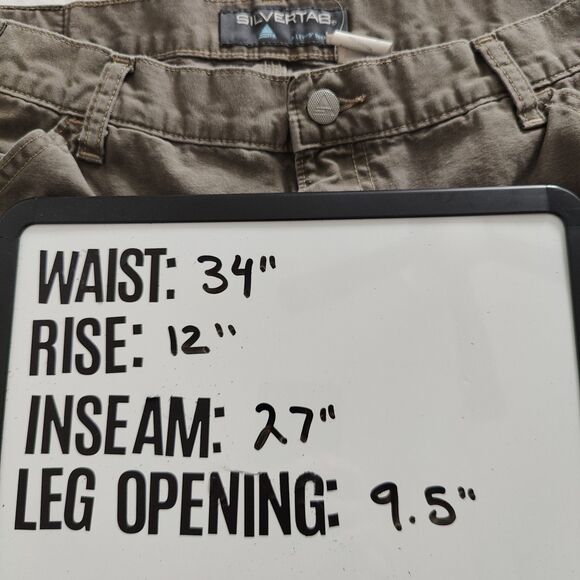 SILVERTAB
WAIST: 34"
RISE: 12"
INSEAM: 27"
LEG OPENING: 9.5"